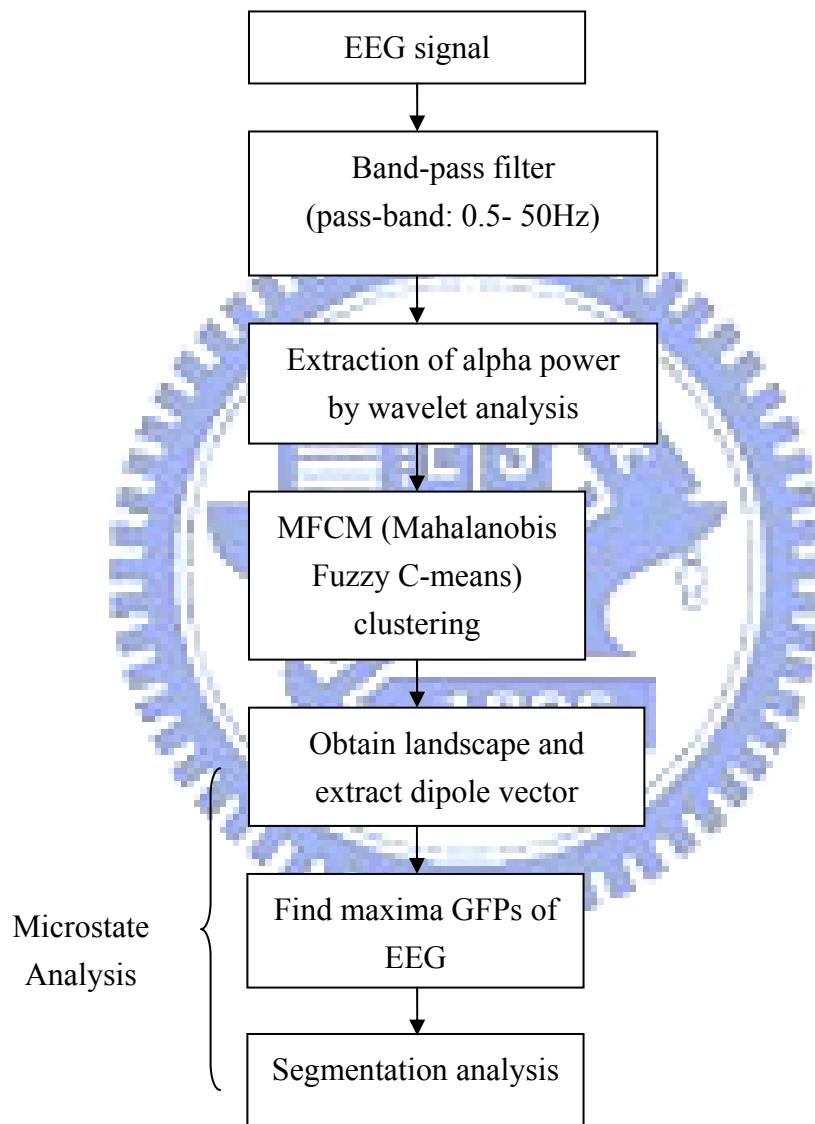 EEG signal
Band-pass filter
(pass-band: 0.5- 50Hz)
Extraction of alpha power
by wavelet analysis
MFCM (Mahalanobis
Fuzzy C-means)
clustering
Obtain landscape and
extract dipole vector
Find maxima GFPs of
EEG
Microstate
Analysis
Segmentation analysis